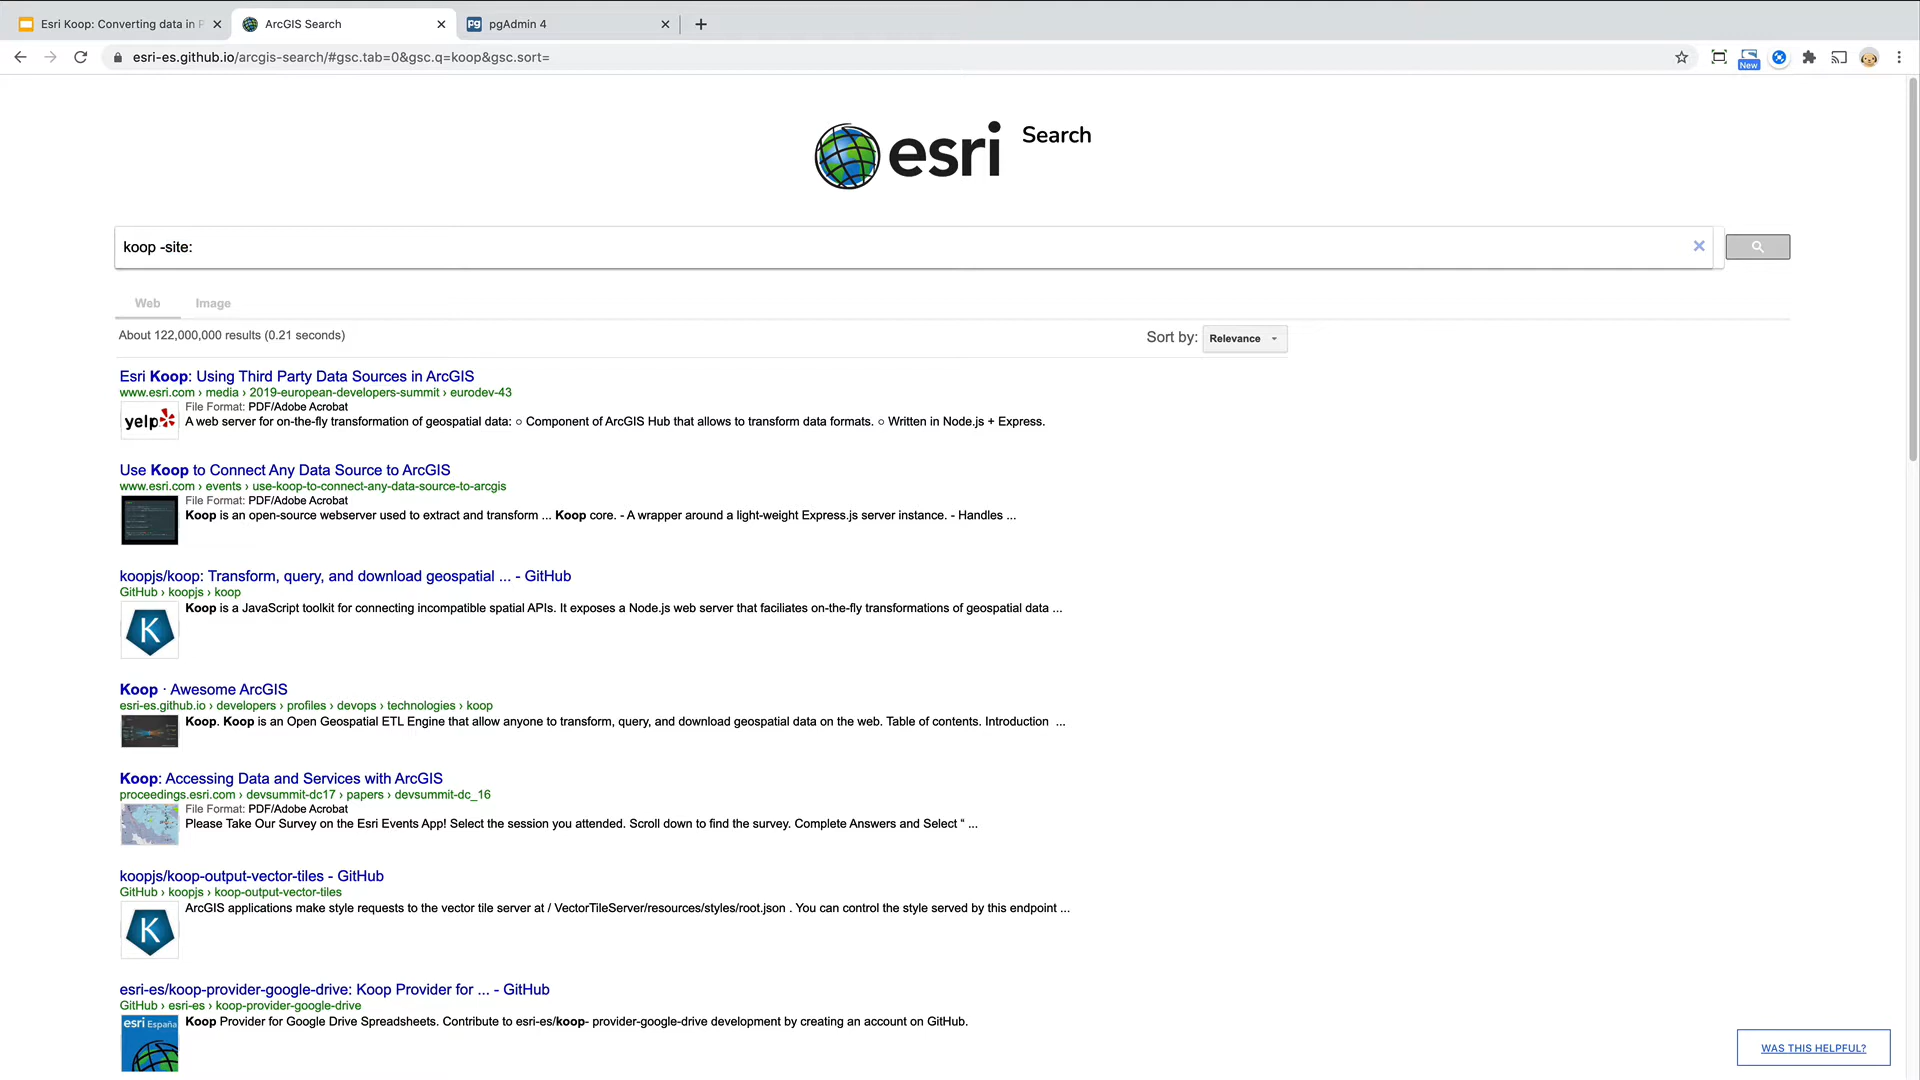 Esri Koop: Converting data in P
ArcGIS Search
pgAdmin 4
esri-es.github.io/arcgis-search/#gsc.tab=0&gsc.q=koop&gsc.sort=
New
esri Search
koop -site:
Web Image
About 122,000,000 results (0.21 seconds)
Sort by: Relevance
Esri Koop: Using Third Party Data Sources in ArcGIS
www.esri.com › media › 2019-european-developers-summit › eurodev-43
yelp
File Format: PDF/Adobe Acrobat
A web server for on-the-fly transformation of geospatial data: ○ Component of ArcGIS Hub that allows to transform data formats. ○ Written in Node.js + Express.
Use Koop to Connect Any Data Source to ArcGIS
www.esri.com › events › use-koop-to-connect-any-data-source-to-arcgis
File Format: PDF/Adobe Acrobat
Koop is an open-source webserver used to extract and transform ... Koop core. - A wrapper around a light-weight Express.js server instance. - Handles ...
koopjs/koop: Transform, query, and download geospatial ... - GitHub
GitHub › koopjs › koop
K
Koop is a JavaScript toolkit for connecting incompatible spatial APIs. It exposes a Node.js web server that faciliates on-the-fly transformations of geospatial data ...
Koop · Awesome ArcGIS
esri-es.github.io › developers › profiles › devops › technologies › koop
Koop. Koop is an Open Geospatial ETL Engine that allow anyone to transform, query, and download geospatial data on the web. Table of contents. Introduction ...
Koop: Accessing Data and Services with ArcGIS
proceedings.esri.com › devsummit-dc17 › papers › devsummit-dc_16
File Format: PDF/Adobe Acrobat
Please Take Our Survey on the Esri Events App! Select the session you attended. Scroll down to find the survey. Complete Answers and Select “ ...
koopjs/koop-output-vector-tiles - GitHub
GitHub › koopjs › koop-output-vector-tiles
K
ArcGIS applications make style requests to the vector tile server at / VectorTileServer/resources/styles/root.json . You can control the style served by this endpoint ...
esri-es/koop-provider-google-drive: Koop Provider for ... - GitHub
GitHub › esri-es › koop-provider-google-drive
esri España
Koop Provider for Google Drive Spreadsheets. Contribute to esri-es/koop- provider-google-drive development by creating an account on GitHub.
WAS THIS HELPFUL?